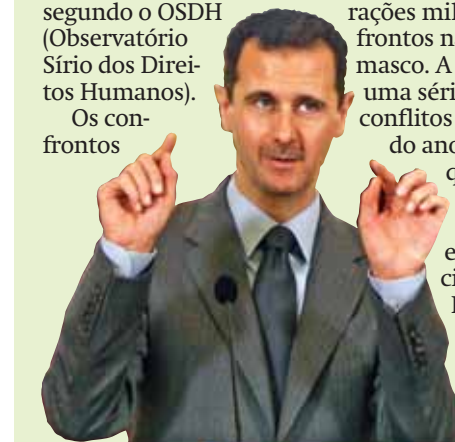 segundo o OSDH
(Observatório
Sírio dos Direi-
tos Humanos).
Os con-
frontos
rações mil
frontos n
masco. A
uma séri
conflitos
do ano
q
e
ci